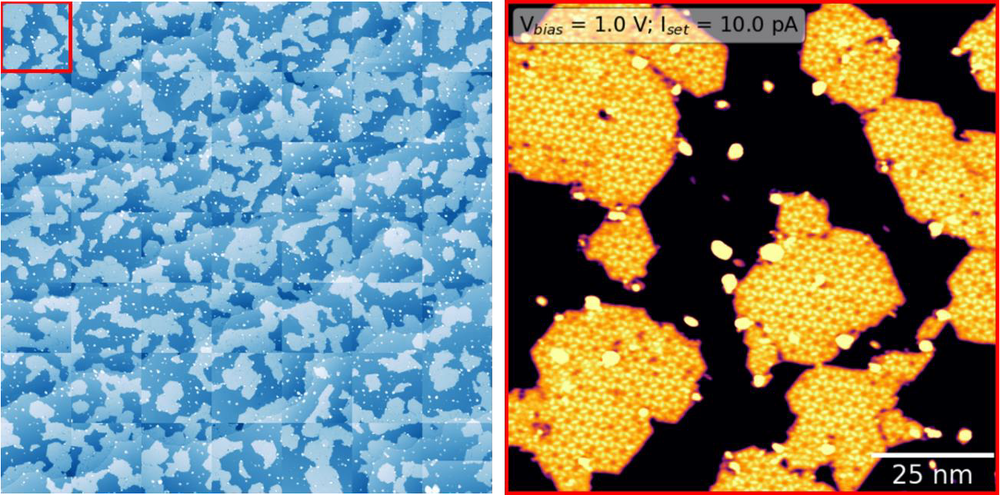 V_bias = 1.0 V; I_set = 10.0 pA
25 nm